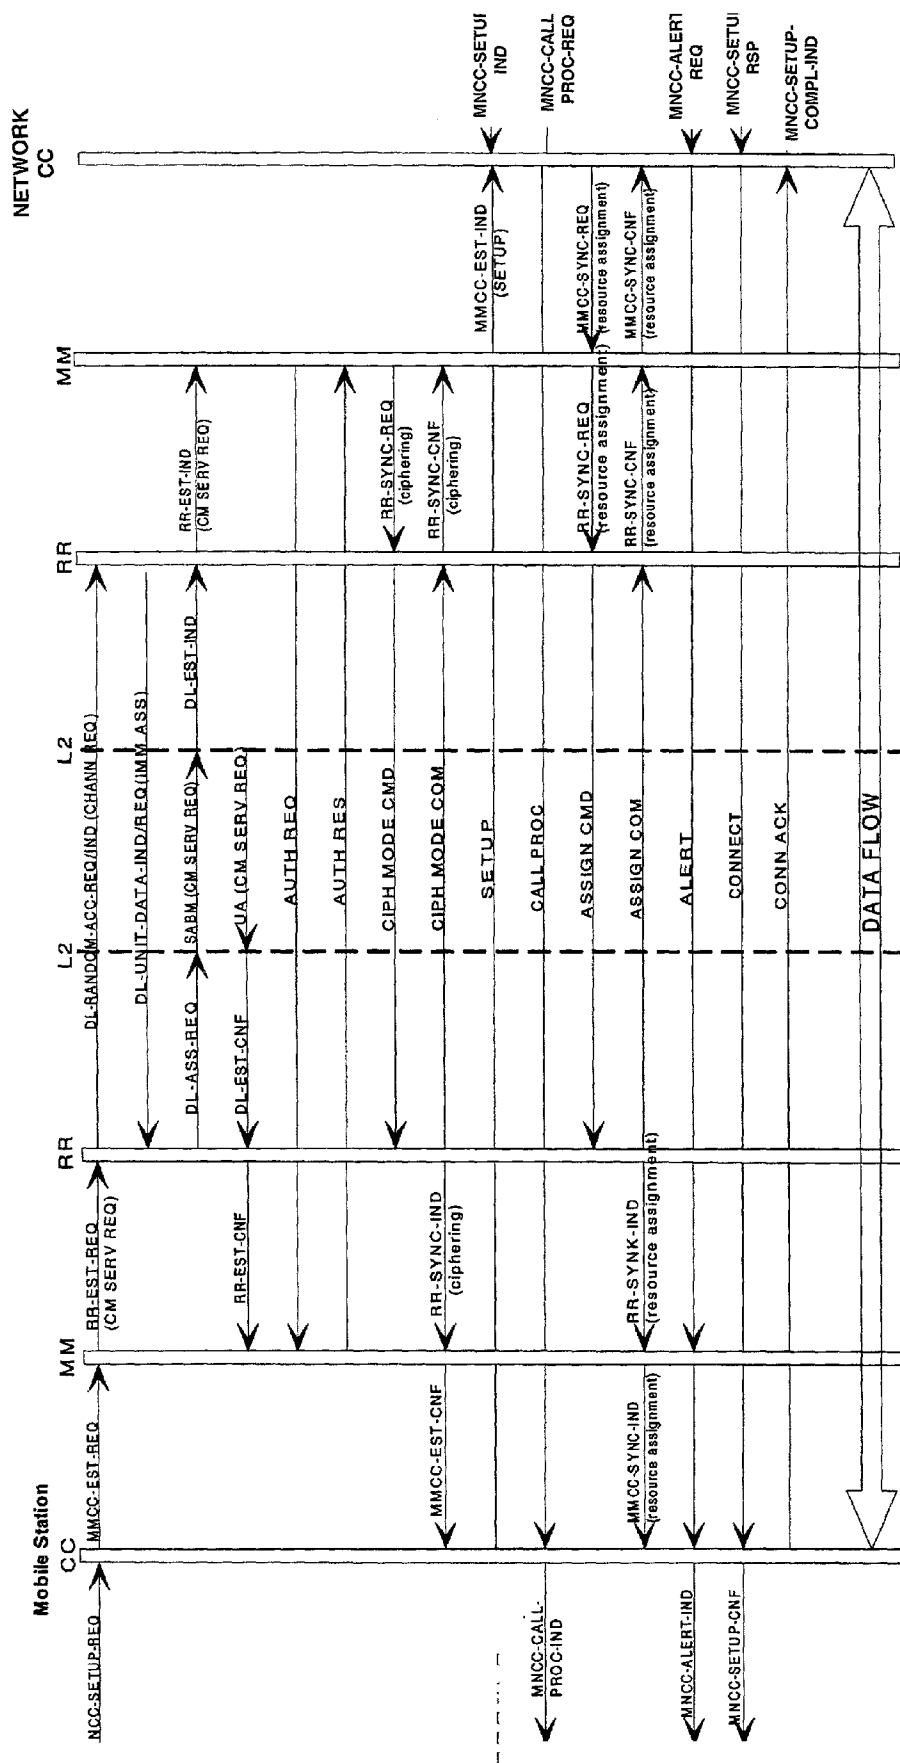 Mobile Station
NETWORK
CC
MM
RR
L2
L2
RR
MM
CC
NCC-SETUP-REQ
MMCC-EST-REQ
RR-EST-REQ
(CM SERV REQ)
DL-RANDOM-ACC-REQ/IND (CHANN REQ)
DL-UNIT-DATA-IND/REQ(IMM ASS)
DL-ASS-REQ
SABM (CM SERV REQ)
DL-EST-IND
RR-EST-IND
(CM SERV REQ)
RR-EST-CNF
DL-EST-CNF
UA (CM SERV REQ)
AUTH REQ
AUTH RES
CIPH MODE CMD
RR-SYNC-REQ
(ciphering)
MMCC-EST-CNF
RR-SYNC-IND
(ciphering)
CIPH MODE COM
RR-SYNC-CNF
(ciphering)
SETUP
MMCC-EST-IND
(SETUP)
MNCC-SETU
IND
MNCC-CALL-
PROC-IND
CALL PROC
MNCC-CALL
PROC-REQ
ASSIGN CMD
RR-SYNC-REQ
(resource assignment)
MMCC-SYNC-REQ
(resource assignment)
MMCC-SYNC-IND
(resource assignment)
RR-SYNK-IND
(resource assignment)
ASSIGN COM
RR-SYNC-CNF
(resource assignment)
MMCC-SYNC-CNF
(resource assignment)
MNCC-ALERT-IND
ALERT
MNCC-ALERT
REQ
MNCC-SETUP-CNF
CONNECT
MNCC-SETU
RSP
CONN ACK
MNCC-SETUP-
COMPL-IND
DATA FLOW